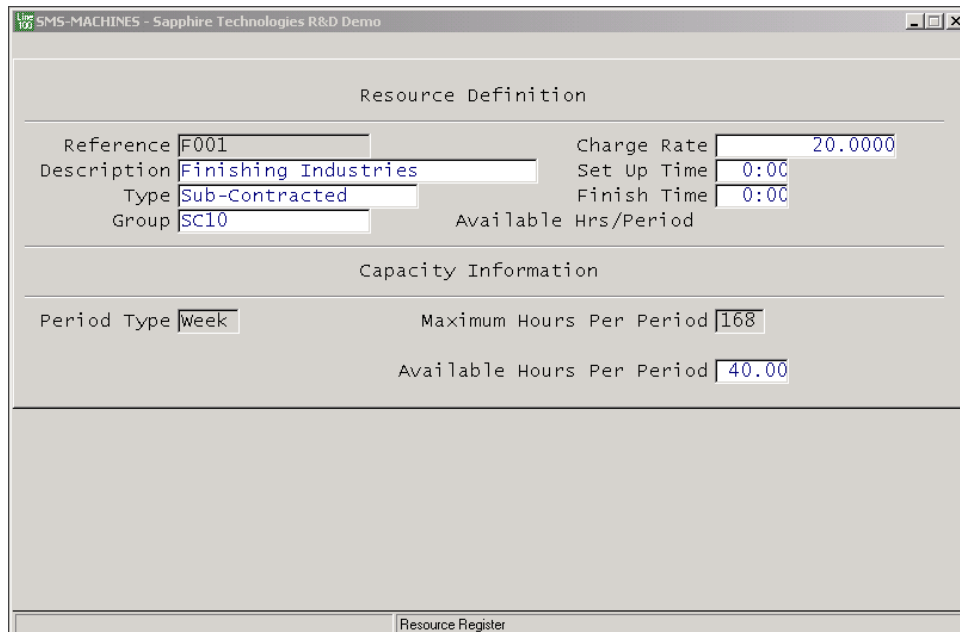 Line 100 SMS-MACHINES - Sapphire Technologies R&D Demo
Resource Definition
Reference F001 Charge Rate 20.0000
Description Finishing Industries Set Up Time 0:00
Type Sub-Contracted Finish Time 0:00
Group SC10 Available Hrs/Period
Capacity Information
Period Type Week Maximum Hours Per Period 168
Available Hours Per Period 40.00
Resource Register